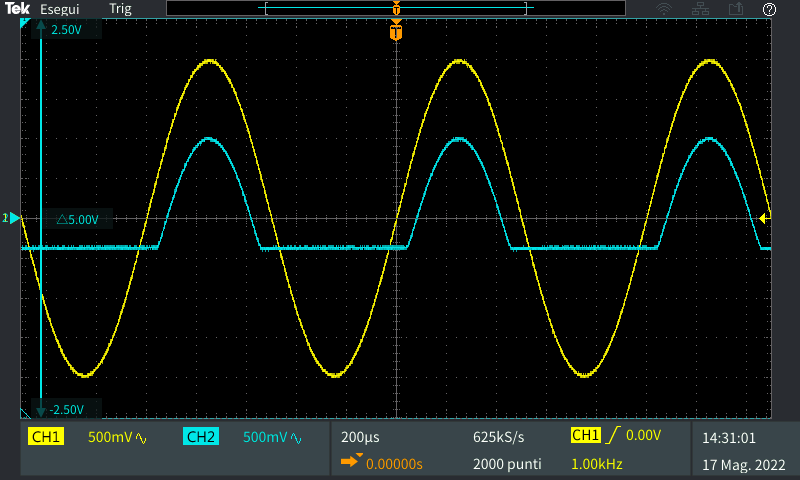 Tek Esegui Trig T ?
T
2.50V
1 △5.00V
-2.50V
CH1 500mV CH2 500mV 200µs 625kS/s CH1 0.00V 14:31:01
0.00000s 2000 punti 1.00kHz 17 Mag. 2022